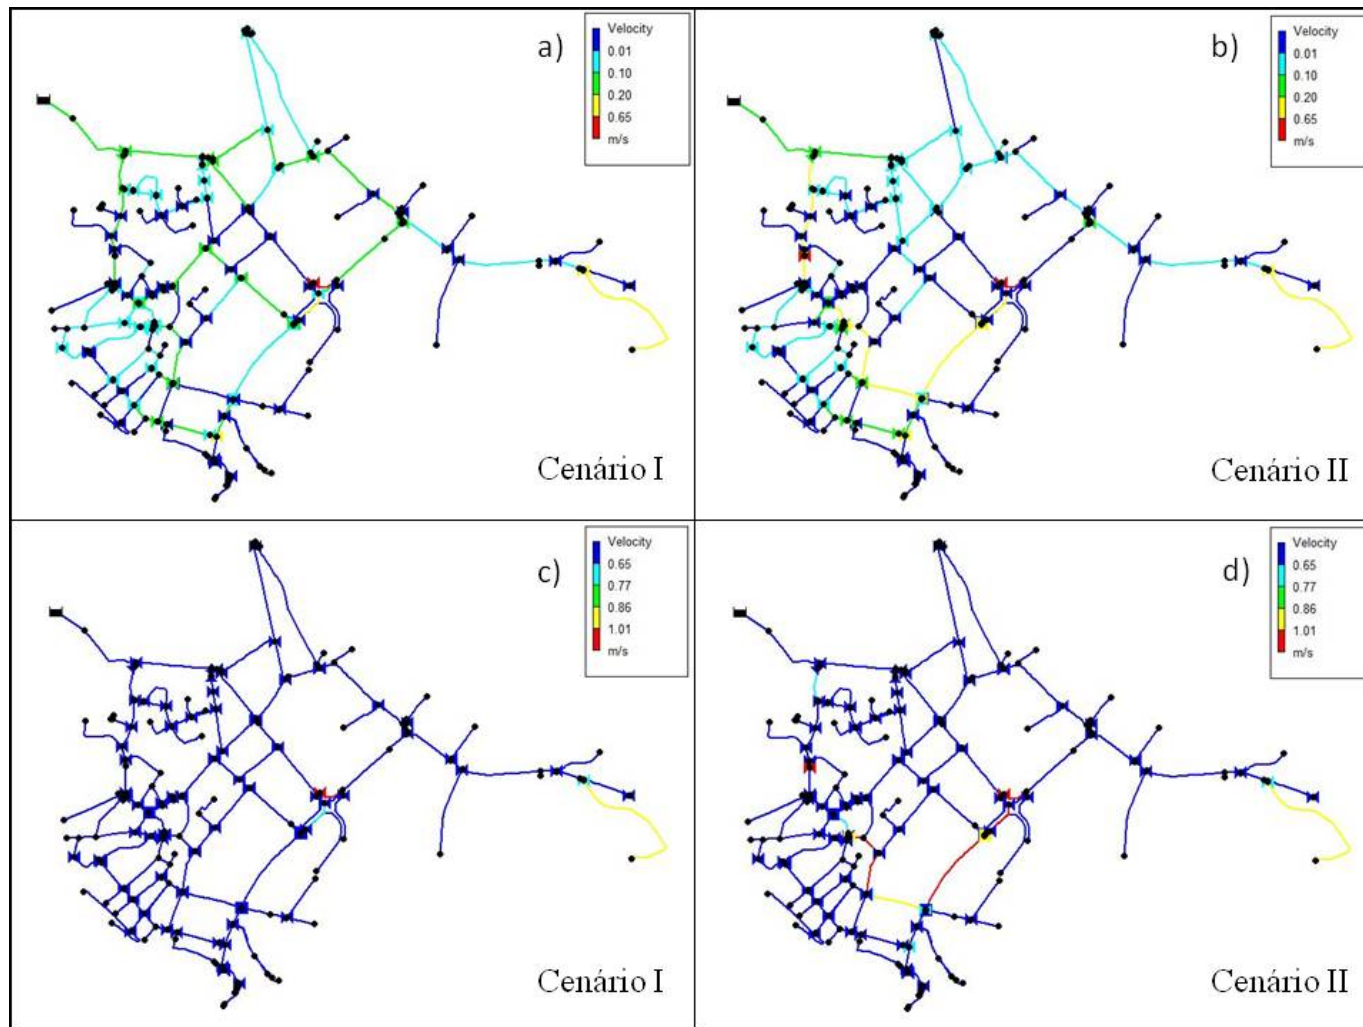 a)
Velocity
0.01
0.10
0.20
0.65
m/s
Cenário I
b)
Velocity
0.01
0.10
0.20
0.65
m/s
Cenário II
c)
Velocity
0.65
0.77
0.86
1.01
m/s
Cenário I
d)
Velocity
0.65
0.77
0.86
1.01
m/s
Cenário II